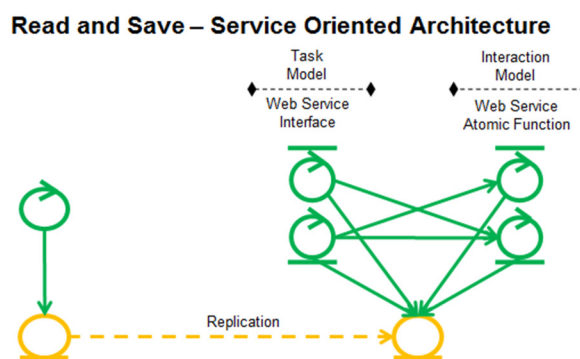 Read and Save – Service Oriented Architecture
Task
Model
Web Service
Interface
Interaction
Model
Web Service
Atomic Function
Replication